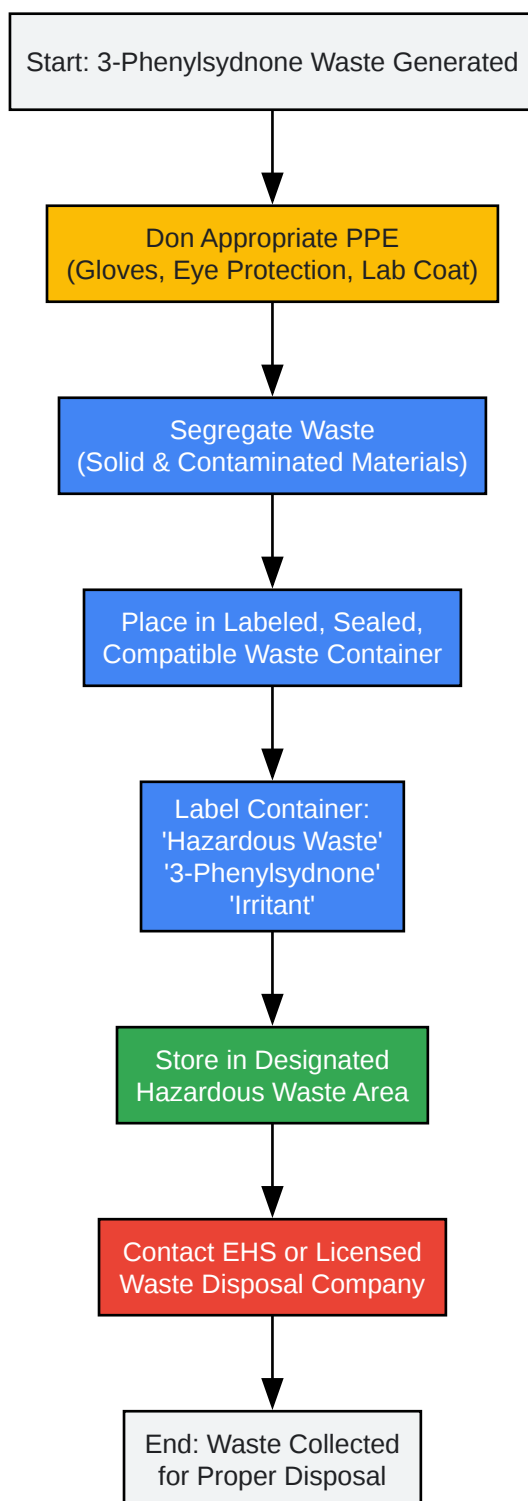 Start: 3-Phenylsydnone Waste Generated
Don Appropriate PPE
(Gloves, Eye Protection, Lab Coat)
Segregate Waste
(Solid & Contaminated Materials)
Place in Labeled, Sealed,
Compatible Waste Container
Label Container:
'Hazardous Waste'
'3-Phenylsydnone'
'Irritant'
Store in Designated
Hazardous Waste Area
Contact EHS or Licensed
Waste Disposal Company
End: Waste Collected
for Proper Disposal